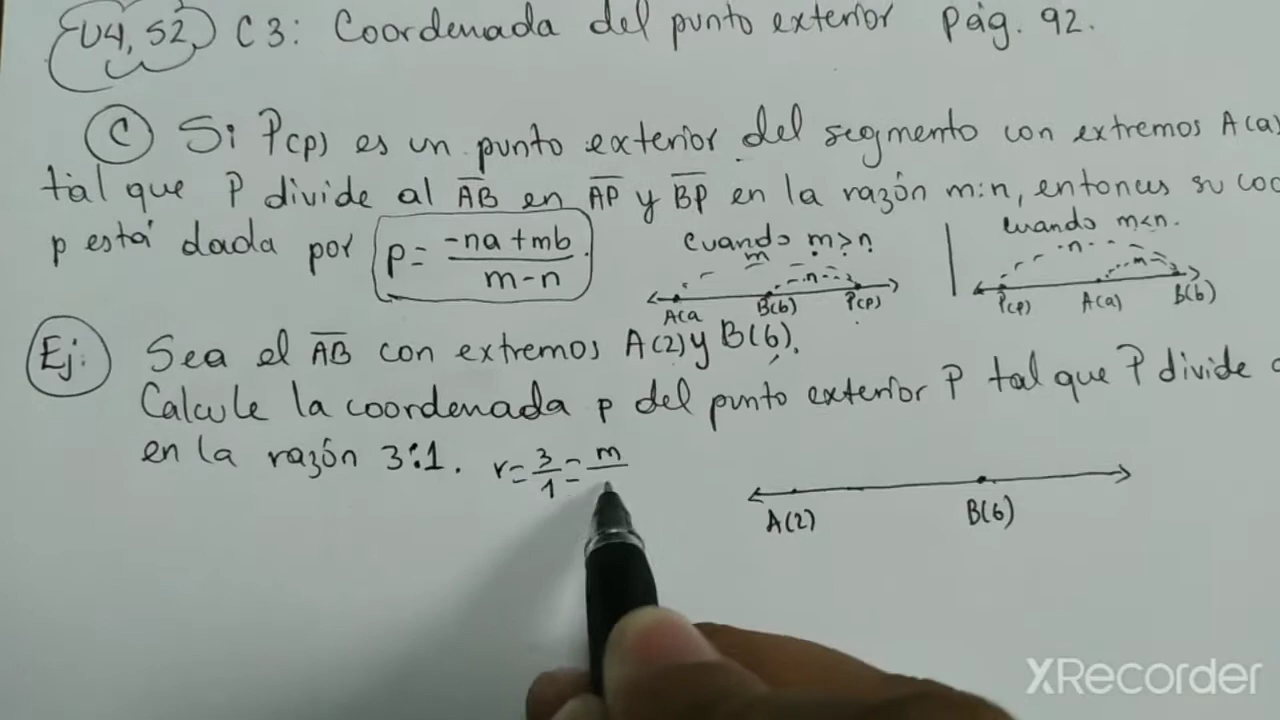 U4, S2, C3: Coordenada del punto exterior Pág. 92.
C Si P(p) es un punto exterior del segmento con extremos A(a)
tal que P divide al AB en AP y BP en la razón m:n, entonces su coo
p está dada por p = -na + mb / m - n.
cuando m > n
m
n
A(a B(b) P(p)
cuando m < n.
n
m
P(p) A(a) B(b)
Ej: Sea el AB con extremos A(2) y B(6).
Calcule la coordenada p del punto exterior P tal que P divide a
en la razón 3:1. r = 3/1 = m
A(2) B(6)
XRecorder